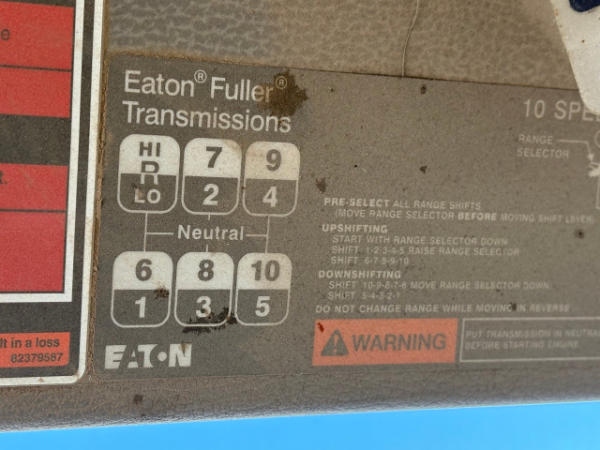 e
t.
lt in a loss
82379587
Eaton® Fuller®
Transmissions
HI 7 9
R
LO 2 4
Neutral
6 8 10
1 3 5
EATON
10 SPE
RANGE
SELECTOR
PRE-SELECT ALL RANGE SHIFTS
(MOVE RANGE SELECTOR BEFORE MOVING SHIFT LEVER)
UPSHIFTING
START WITH RANGE SELECTOR DOWN
SHIFT 1-2-3-4-5 RAISE RANGE SELECTOR
SHIFT 6-7-8-9-10
DOWNSHIFTING
SHIFT 10-9-8-7-6 MOVE RANGE SELECTOR DOWN
SHIFT 5-4-3-2-1
DO NOT CHANGE RANGE WHILE MOVING IN REVERSE
WARNING
PUT TRANSMISSION IN NEUTRA
BEFORE STARTING ENGINE